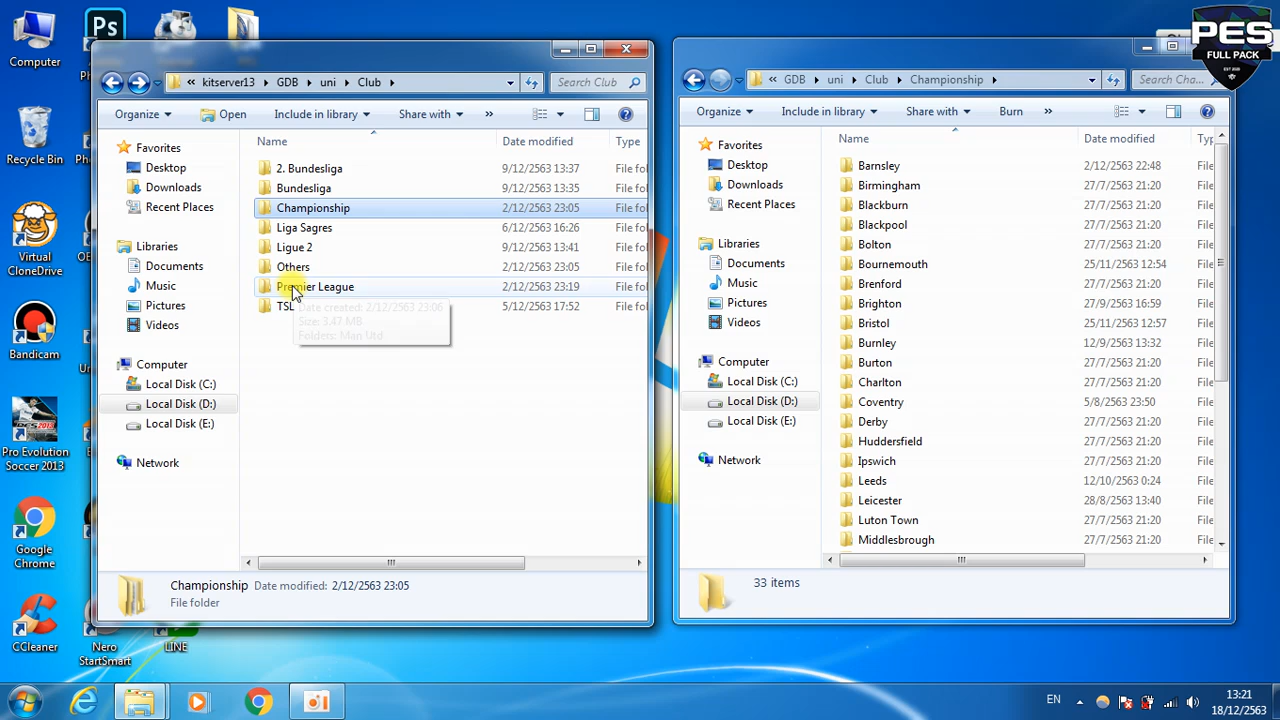 Computer
Ps
Recycle Bin
Virtual
CloneDrive
Bandicam
Pro Evolution
Soccer 2013
Google
Chrome
CCleaner
Nero
StartSmart
LINE
« kitserver13 GDB uni Club
Search Club
Organize Open Include in library Share with »
Name Date modified Type
Favorites
Desktop
Downloads
Recent Places
Libraries
Documents
Music
Pictures
Videos
Computer
Local Disk (C:)
Local Disk (D:)
Local Disk (E:)
Network
2. Bundesliga 9/12/2563 13:37 File fo
Bundesliga 9/12/2563 13:35 File fol
Championship 2/12/2563 23:05 File fol
Liga Sagres 6/12/2563 16:26 File fol
Ligue 2 9/12/2563 13:41 File fol
Others 2/12/2563 23:05 File fol
Premier League 2/12/2563 23:19 File fol
TSL 5/12/2563 17:52 File fol
Date created: 2/12/2563 23:06
Size: 3.47 MB
Folders: Man Utd
Championship Date modified: 2/12/2563 23:05
File folder
PES
FULL PACK
« GDB uni Club Championship
Search Cha...
Organize Include in library Share with Burn »
Name Date modified Ty
Favorites
Desktop
Downloads
Recent Places
Libraries
Documents
Music
Pictures
Videos
Computer
Local Disk (C:)
Local Disk (D:)
Local Disk (E:)
Network
Barnsley 2/12/2563 22:48 File
Birmingham 27/7/2563 21:20 File
Blackburn 27/7/2563 21:20 File
Blackpool 27/7/2563 21:20 File
Bolton 27/7/2563 21:20 File
Bournemouth 25/11/2563 12:54 File
Brenford 27/7/2563 21:20 File
Brighton 27/9/2563 16:59 File
Bristol 25/11/2563 12:57 File
Burnley 12/9/2563 13:32 File
Burton 27/7/2563 21:20 File
Charlton 27/7/2563 21:20 File
Coventry 5/8/2563 23:50 File
Derby 27/7/2563 21:20 File
Huddersfield 27/7/2563 21:20 File
Ipswich 27/7/2563 21:20 File
Leeds 12/10/2563 0:24 File
Leicester 28/8/2563 13:40 File
Luton Town 27/7/2563 21:20 File
Middlesbrough 27/7/2563 21:20 File
33 items
EN
13:21
18/12/2563